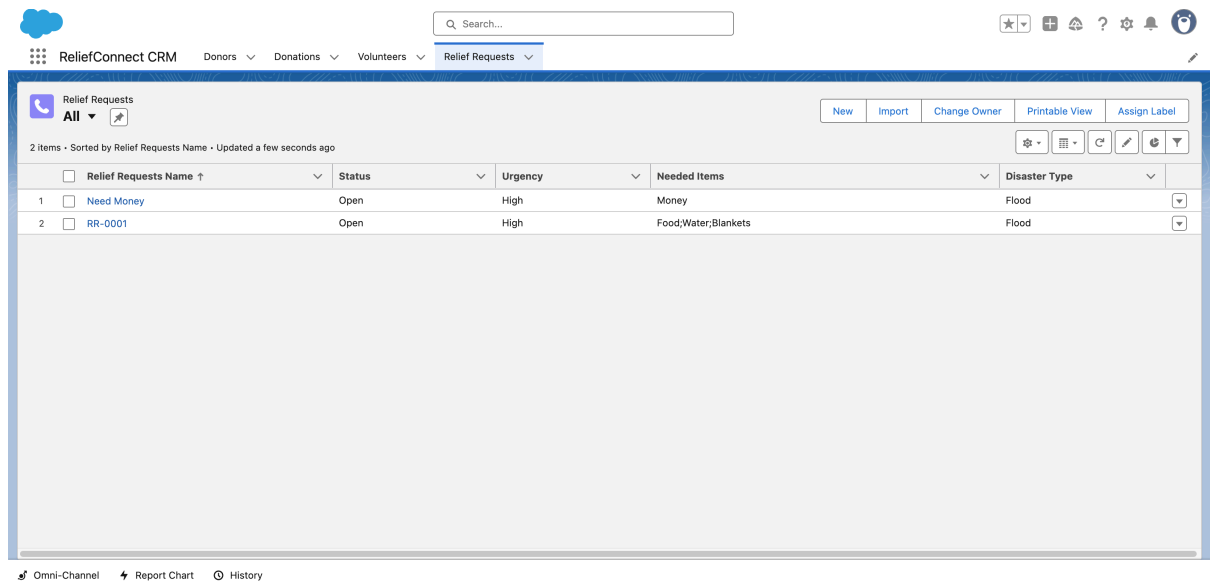 Search...
ReliefConnect CRM Donors Donations Volunteers Relief Requests
Relief Requests
All
New Import Change Owner Printable View Assign Label
2 items • Sorted by Relief Requests Name • Updated a few seconds ago
Relief Requests Name ↑ Status Urgency Needed Items Disaster Type
1 Need Money Open High Money Flood
2 RR-0001 Open High Food;Water;Blankets Flood
Omni-Channel Report Chart History